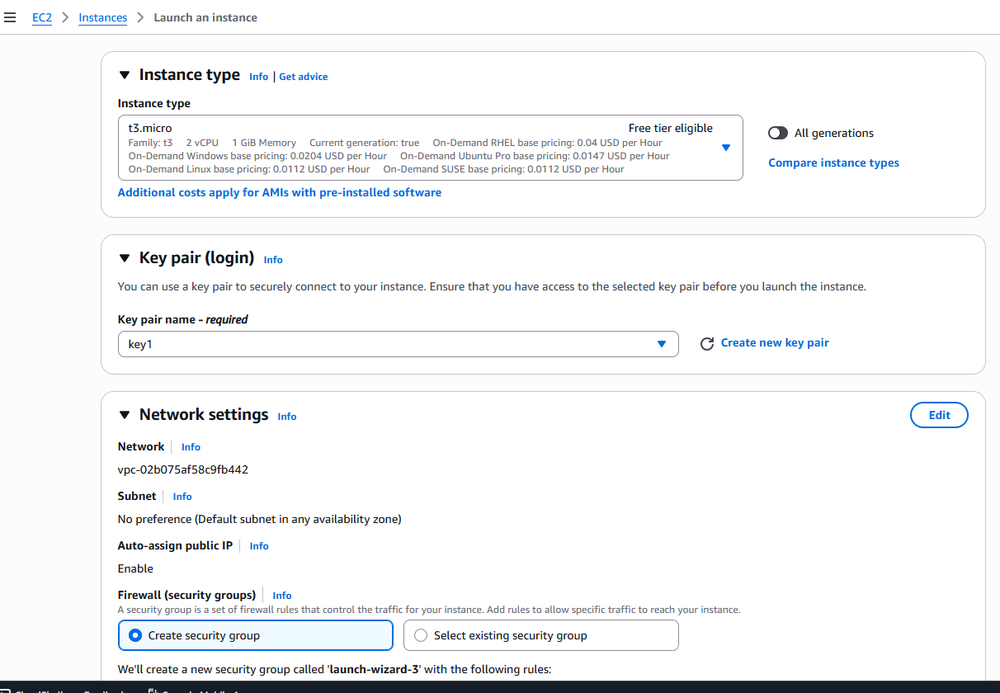 EC2 > Instances > Launch an instance
Instance type Info | Get advice
Instance type
t3.micro Free tier eligible
Family: t3 2 vCPU 1 GiB Memory Current generation: true On-Demand RHEL base pricing: 0.04 USD per Hour
On-Demand Windows base pricing: 0.0204 USD per Hour On-Demand Ubuntu Pro base pricing: 0.0147 USD per Hour
On-Demand Linux base pricing: 0.0112 USD per Hour On-Demand SUSE base pricing: 0.0112 USD per Hour
All generations
Compare instance types
Additional costs apply for AMIs with pre-installed software
Key pair (login) Info
You can use a key pair to securely connect to your instance. Ensure that you have access to the selected key pair before you launch the instance.
Key pair name - required
key1
Create new key pair
Network settings Info
Edit
Network Info
vpc-02b075af58c9fb442
Subnet Info
No preference (Default subnet in any availability zone)
Auto-assign public IP Info
Enable
Firewall (security groups) Info
A security group is a set of firewall rules that control the traffic for your instance. Add rules to allow specific traffic to reach your instance.
Create security group
Select existing security group
We'll create a new security group called 'launch-wizard-3' with the following rules: